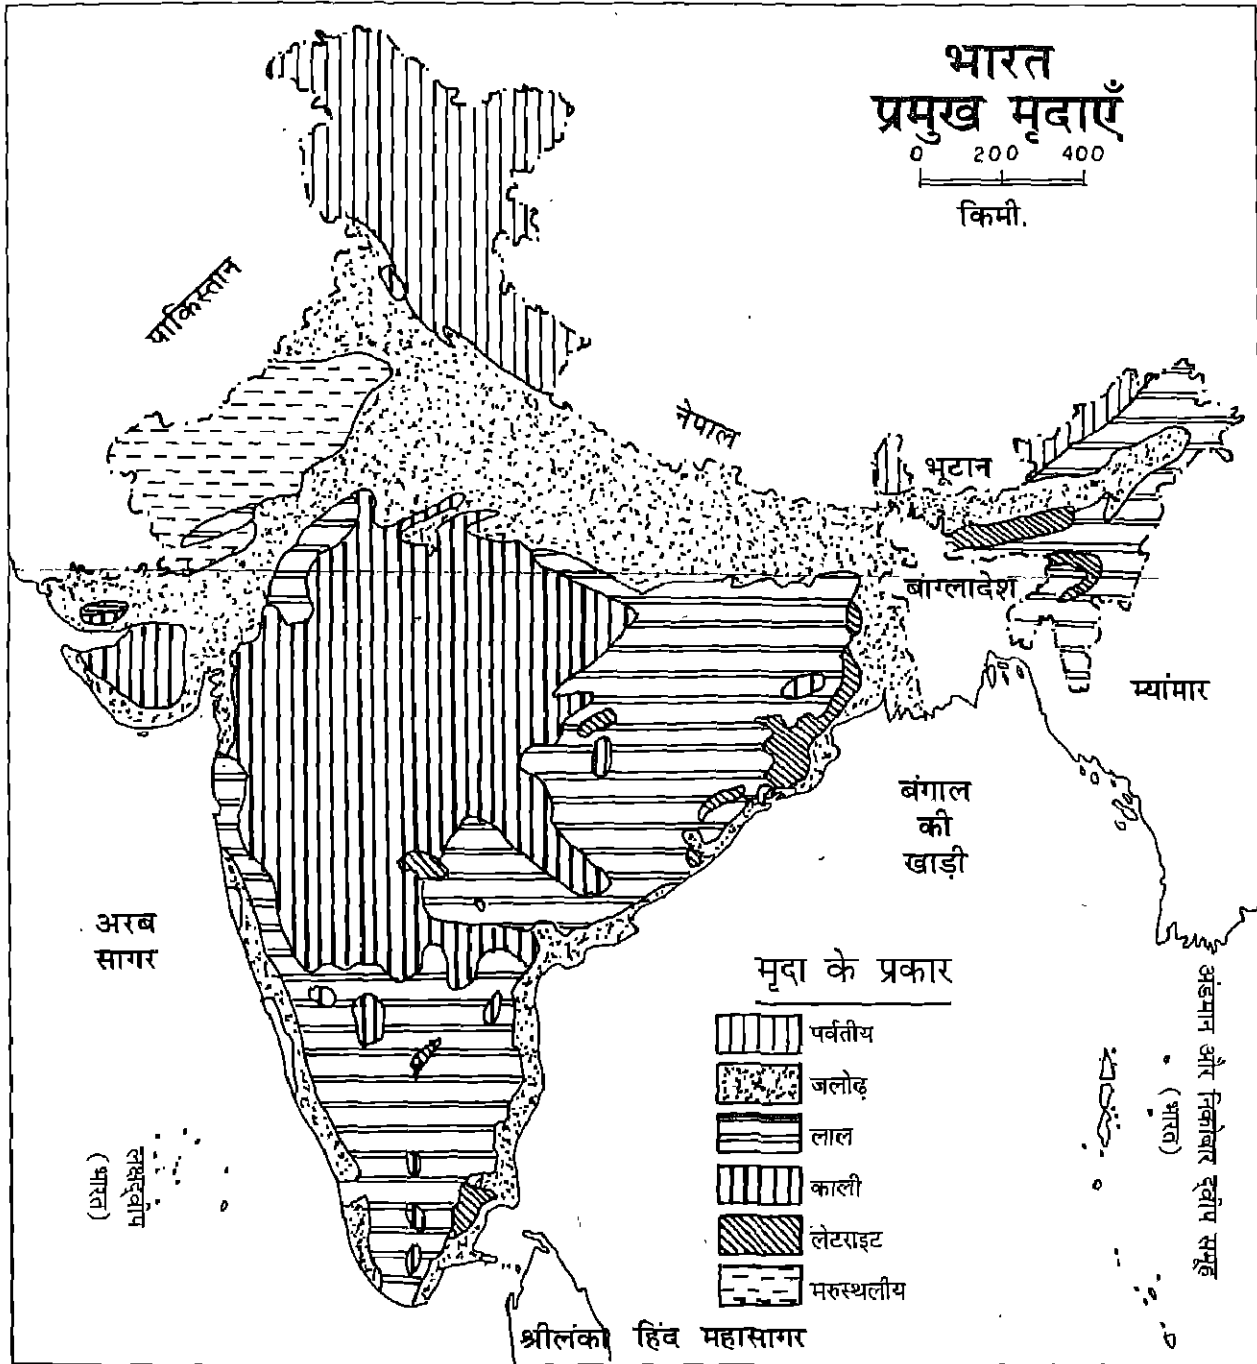 भारत
प्रमुख मृदाएँ
0 200 400
किमी.
पाकिस्तान
नेपाल
भूटान
बांग्लादेश
म्यांमार
बंगाल
की
खाड़ी
अरब
सागर
मृदा के प्रकार
पर्वतीय
जलोढ़
लाल
काली
लेटराइट
मरुस्थलीय
लक्षद्वीप
(भारत)
अंडमान और निकोबार द्वीप समूह
(भारत)
श्रीलंका हिंद महासागर